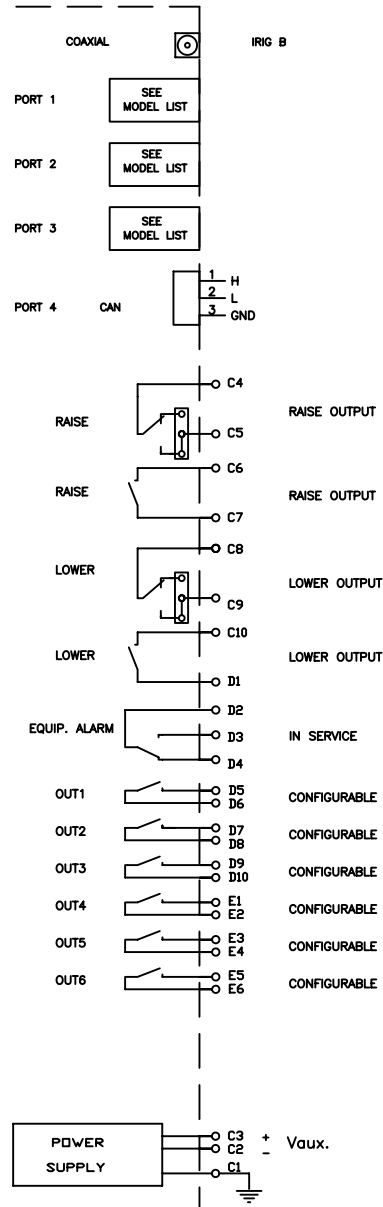 COAXIAL IRIG B
PORT 1 SEE
MODEL LIST
PORT 2 SEE
MODEL LIST
PORT 3 SEE
MODEL LIST
PORT 4 CAN
1 H
2 L
3 GND
C4
RAISE C5 RAISE OUTPUT
C6
RAISE RAISE OUTPUT
C7
C8
LOWER LOWER OUTPUT
C9
C10
LOWER LOWER OUTPUT
D1
D2
EQUIP. ALARM D3 IN SERVICE
D4
OUT1 D5 CONFIGURABLE
D6
OUT2 D7 CONFIGURABLE
D8
OUT3 D9 CONFIGURABLE
D10
OUT4 E1 CONFIGURABLE
E2
OUT5 E3 CONFIGURABLE
E4
OUT6 E5 CONFIGURABLE
E6
POWER
SUPPLY
C3 + Vaux.
C2 -
C1